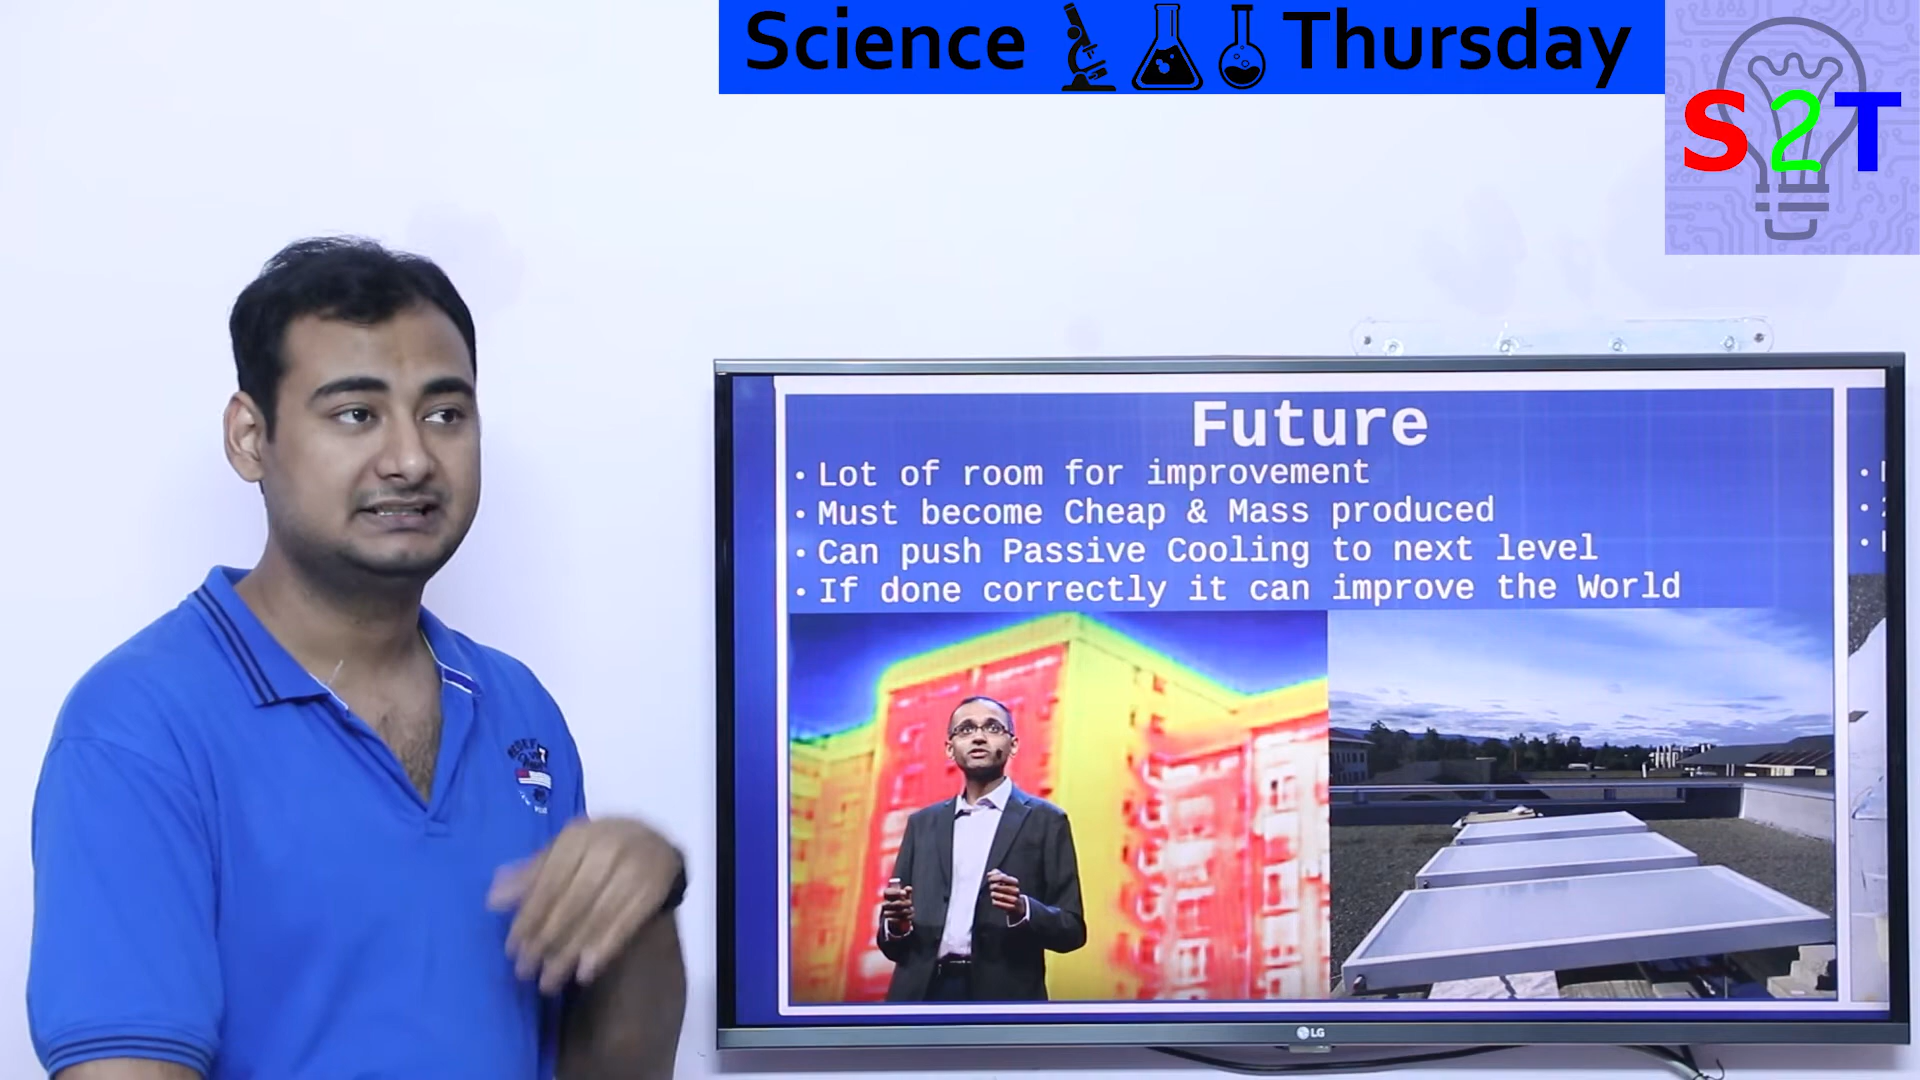 Science Thursday
S2T
Future
• Lot of room for improvement
• Must become Cheap & Mass produced
• Can push Passive Cooling to next level
• If done correctly it can improve the World
LG